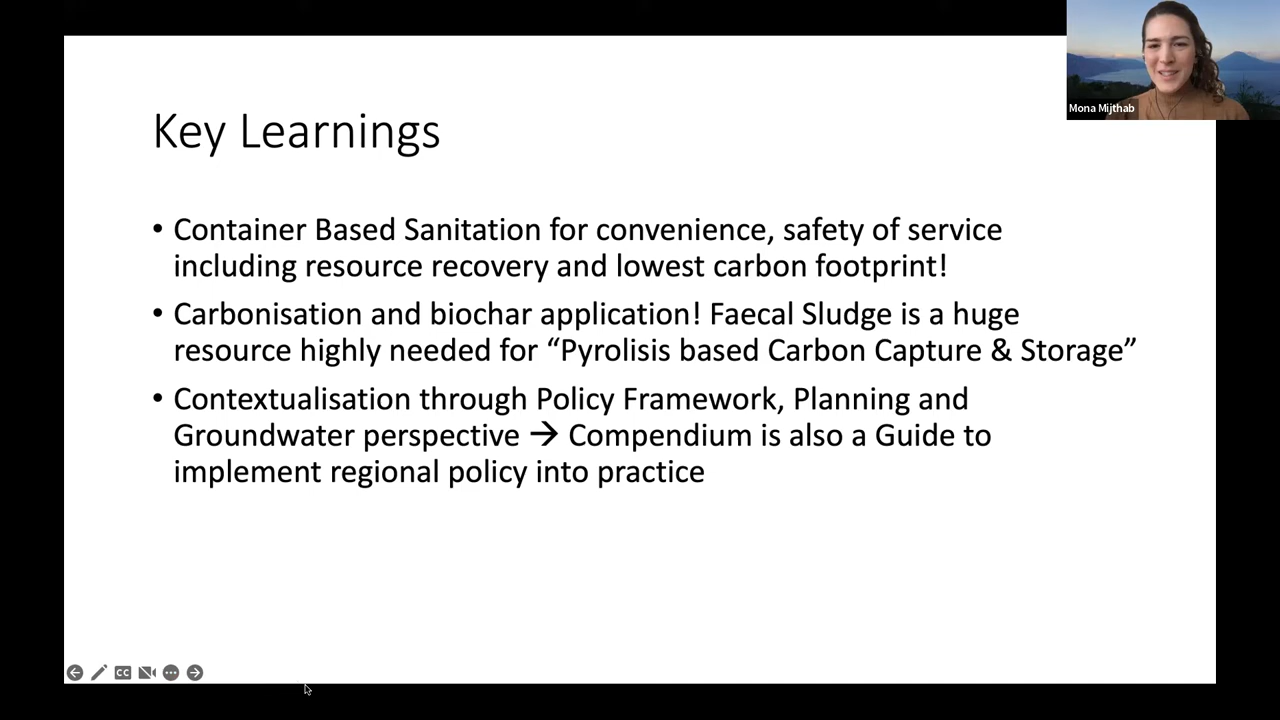 Mona Mijthab
Key Learnings
• Container Based Sanitation for convenience, safety of service
including resource recovery and lowest carbon footprint!
• Carbonisation and biochar application! Faecal Sludge is a huge
resource highly needed for “Pyrolisis based Carbon Capture & Storage”
• Contextualisation through Policy Framework, Planning and
Groundwater perspective → Compendium is also a Guide to
implement regional policy into practice
CC